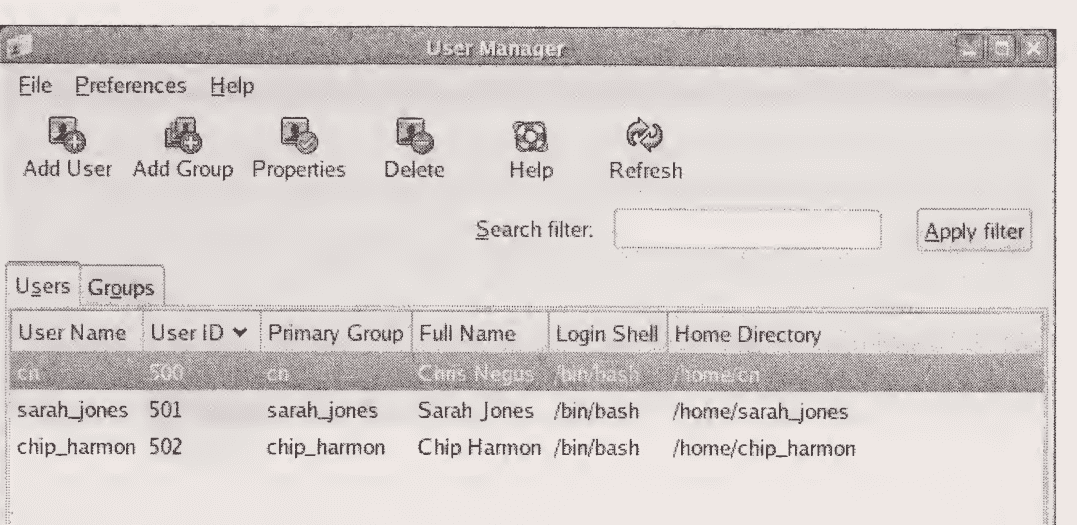 User Manager
File Preferences Help
Add User Add Group Properties Delete Help Refresh
Search filter: Apply filter
Users Groups
User Name User ID Primary Group Full Name Login Shell Home Directory
cn 500 cn Chris Negus /bin/bash /home/cn
sarah_jones 501 sarah_jones Sarah Jones /bin/bash /home/sarah_jones
chip_harmon 502 chip_harmon Chip Harmon /bin/bash /home/chip_harmon